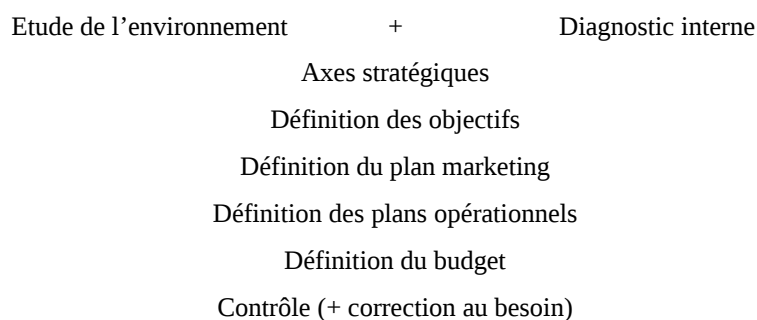 Etude de l’environnement + Diagnostic interne
Axes stratégiques
Définition des objectifs
Définition du plan marketing
Définition des plans opérationnels
Définition du budget
Contrôle (+ correction au besoin)